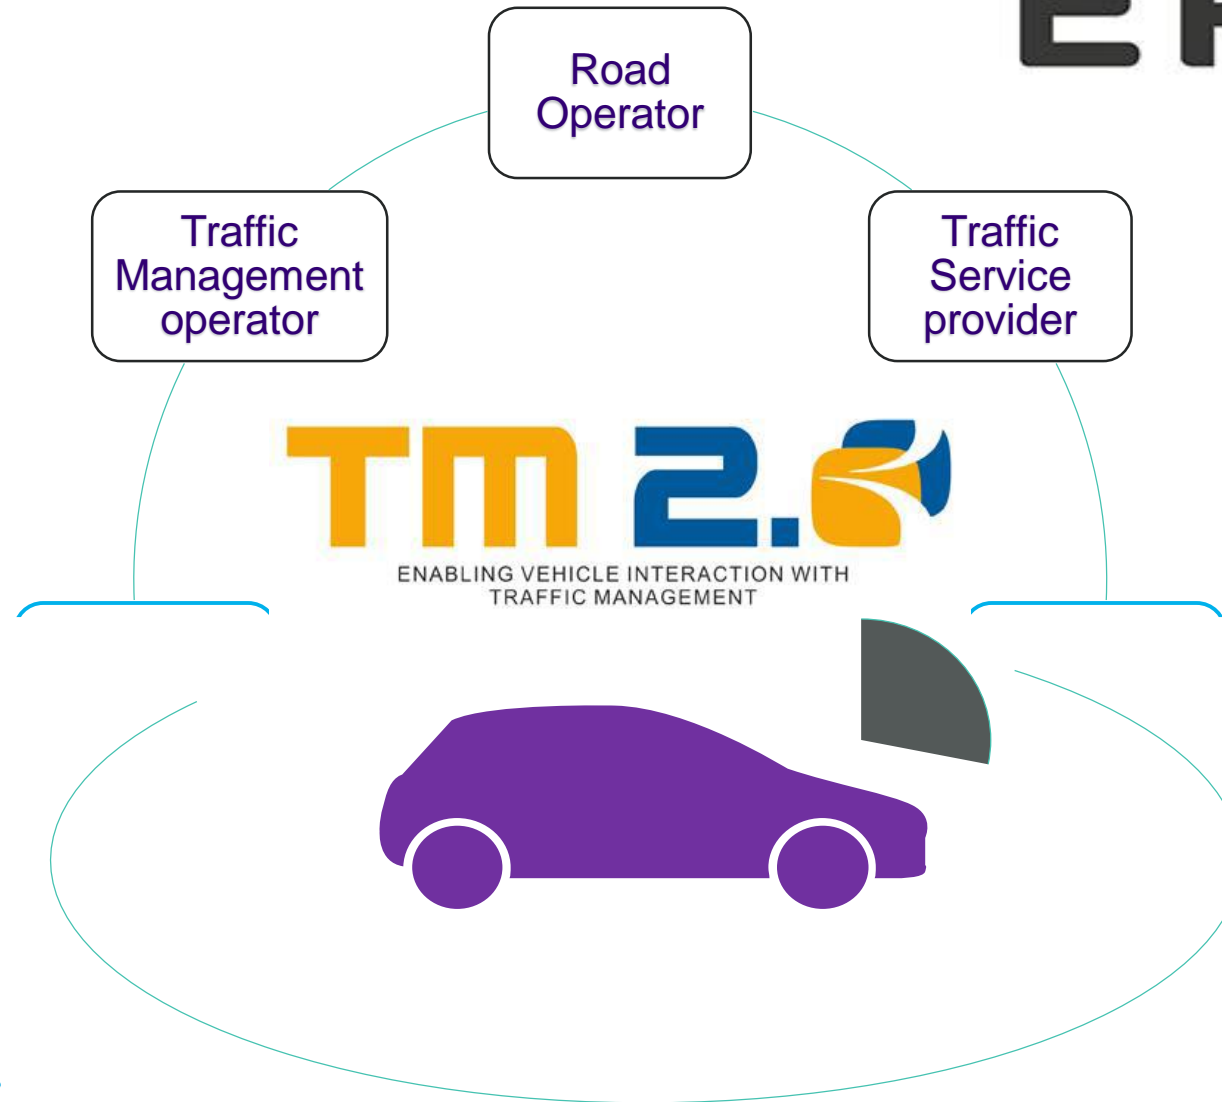 Road
Operator
Traffic
Management
operator
Traffic
Service
provider
TM 2.0
ENABLING VEHICLE INTERACTION WITH
TRAFFIC MANAGEMENT